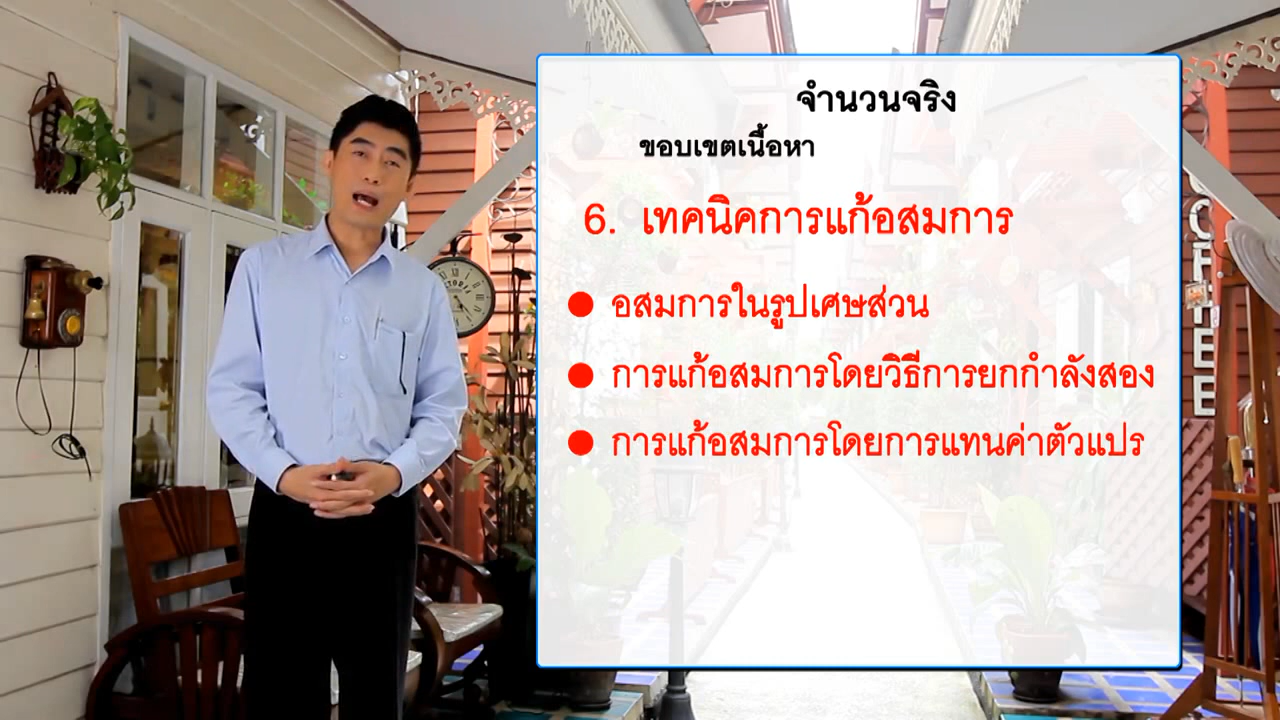 จำนวนจริง
ขอบเขตเนื้อหา
6. เทคนิคการแก้อสมการ
● อสมการในรูปเศษส่วน
● การแก้อสมการโดยวิธีการยกกำลังสอง
● การแก้อสมการโดยการแทนค่าตัวแปร
COFFEE